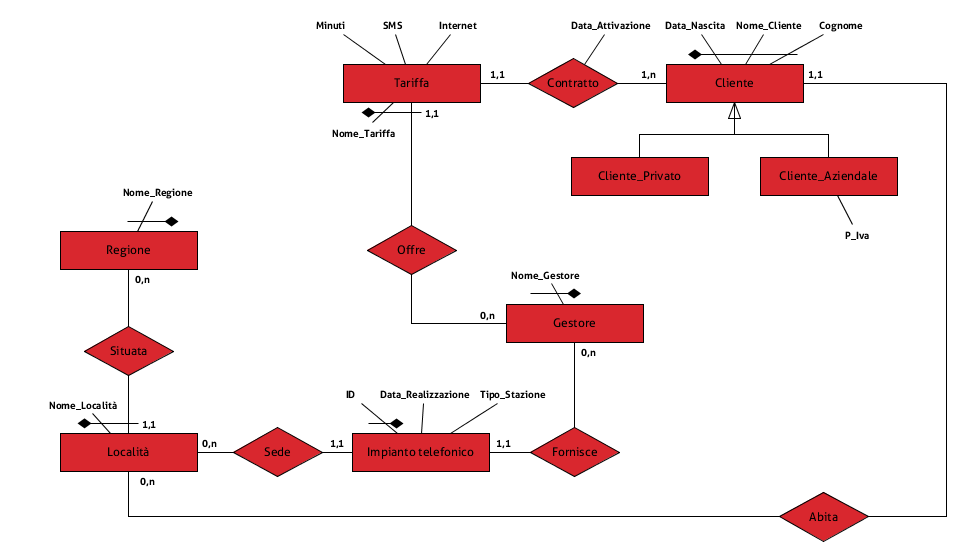 Minuti SMS Internet Data_Attivazione Data_Nascita Nome_Cliente Cognome
Tariffa 1,1 Contratto 1,n Cliente 1,1
1,1
Nome_Tariffa
Cliente_Privato Cliente_Aziendale
Nome_Regione
P_Iva
Regione Offre
0,n
Nome_Gestore
0,n Gestore
Situata 0,n
ID Data_Realizzazione Tipo_Stazione
Nome_Località
1,1
0,n 1,1 1,1
Località Sede Impianto telefonico Fornisce
0,n
Abita